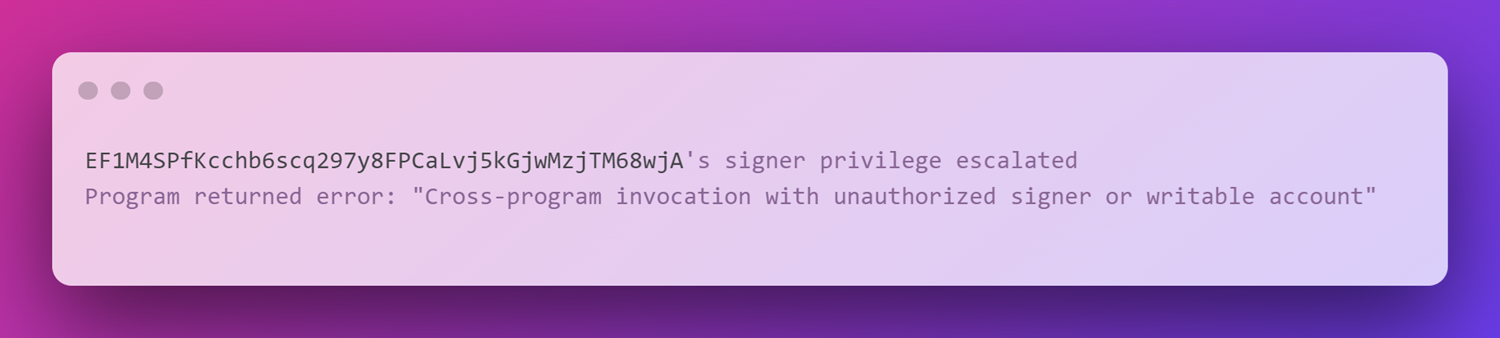 EF1M4SPfKcchb6scq297y8FPCaLvj5kGjwMzjTM68wjA's signer privilege escalated
Program returned error: "Cross-program invocation with unauthorized signer or writable account"